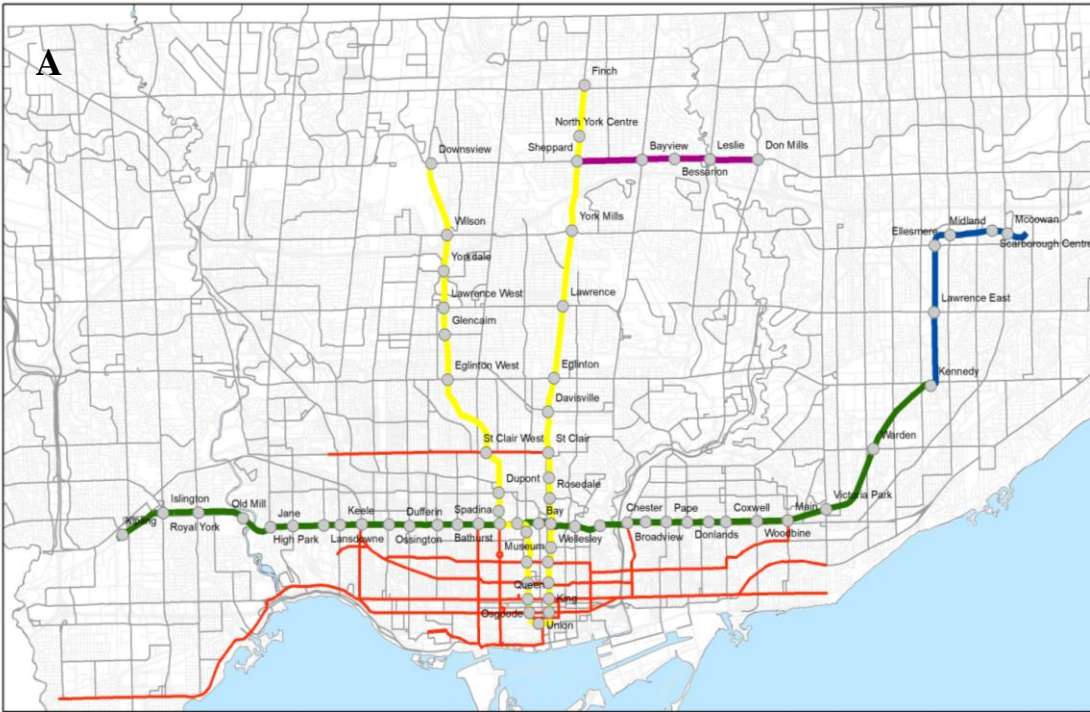 A
Finch
North York Centre
Sheppard
Bayview
Leslie
Don Mills
Bessarion
Downsview
Wilson
York Mills
Yorkdale
Ellesmere
Midland
Mccowan
Scarborough Centre
Lawrence West
Lawrence
Lawrence East
Glencairn
Eglinton West
Eglinton
Kennedy
Davisville
St Clair West
St Clair
Warden
Dupont
Rosedale
Kipling
Islington
Royal York
Old Mill
Jane
High Park
Keele
Lansdowne
Dufferin
Ossington
Spadina
Bathurst
Bay
Museum
Wellesley
Chester
Broadview
Pape
Donlands
Coxwell
Woodbine
Main
Victoria Park
Queen
King
Osgoode
Union